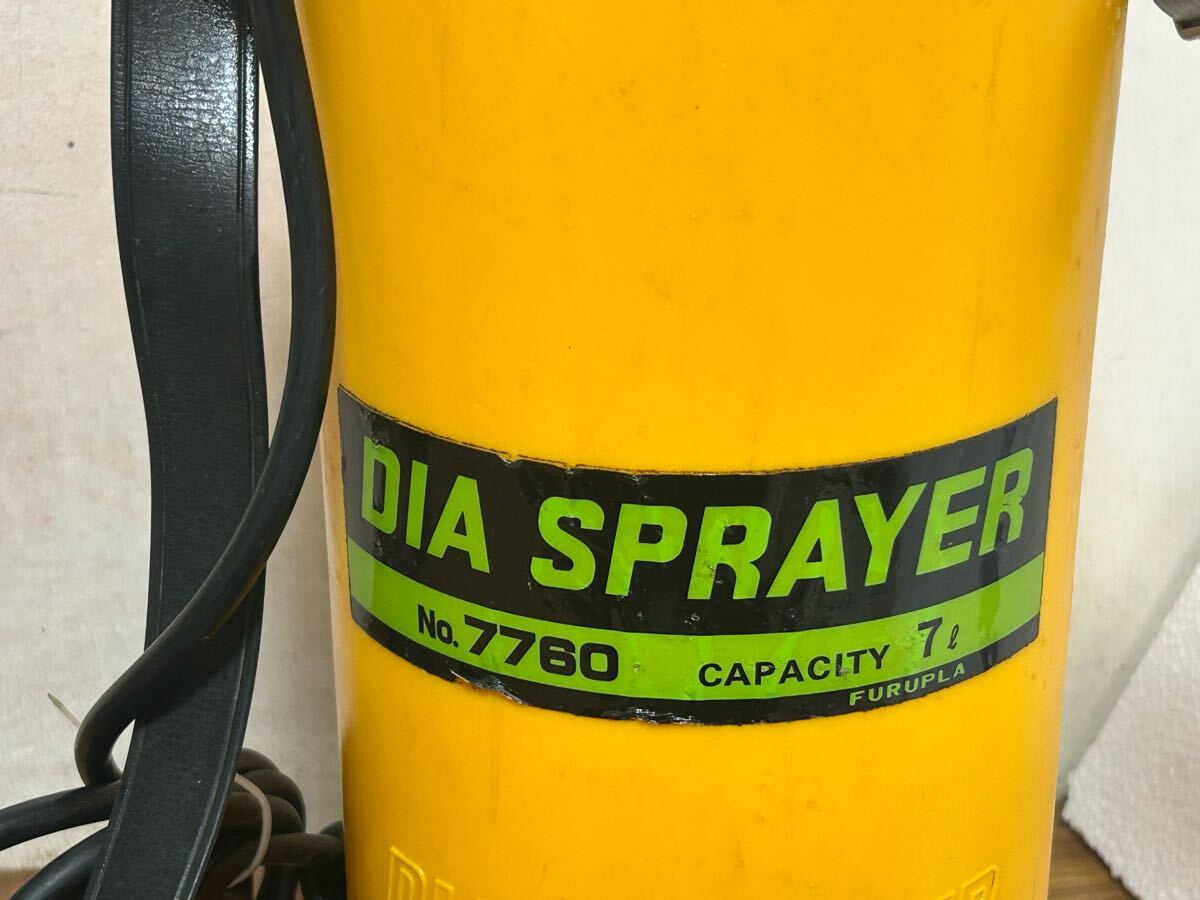 DIA SPRAYER
No.7760 CAPACITY 7ℓ
FURUPLA